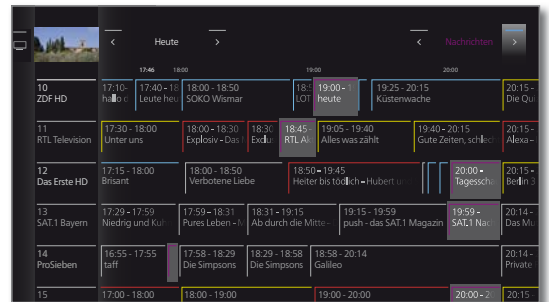 Heute
Nachrichten
17:46 18:00 19:00 20:00
10 17:10- 17:40 - 18 18:00 - 18:50 19:00 - 19:25 - 20:15 20:15 -
ZDF HD Leute heu SOKO Wismar LOT heute Küstenwache Die Qu
11 17:30 - 18:00 18:00 - 18:30 18:30 18:45 - 19:05 - 19:40 19:40 - 20:15 20:15 -
RTL Television Unter uns Explosiv - Das Exclu RTL Ak Alles was zählt Gute Zeiten, schlech Alexa -
12 17:15 - 18:00 18:00 - 18:50 18:50 - 19:45 20:00 - 20:15 -
Das Erste HD Brisant Verbotene Liebe Heiter bis tödlich - Hubert un Tagesscha Berlin
13 17:29 - 17:59 17:59 - 18:31 18:31 - 19:15 19:15 - 19:59 19:59 - 20:14 -
SAT.1 Bayern Niedrig und Kuh Pures Leben - M Ab durch die Mitte - push - das SAT.1 Magazin SAT.1 Nac Das Mu
14 16:55 - 17:55 17:58 - 18:29 18:29 - 18:58 18:58 - 20:14 20:14 -
ProSieben taff Die Simpsons Die Simpsons Galileo Private
15 17:00 - 18:00 18:00 - 19:00 19:00 - 20:00 20:00 - 20 20:15 -